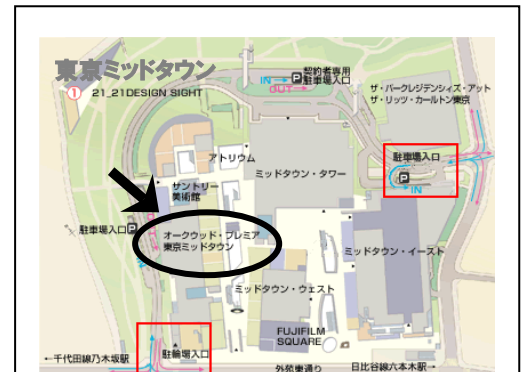 東京ミッドタウン
① 21_21DESIGN SIGHT
IN
OUT
P
契約者専用
駐車場入口
ザ・パークレジデンシィズ・アット
ザ・リッツ・カールトン東京
アトリウム
ミッドタウン・タワー
駐車場入口
P
IN
サントリー
美術館
駐車場入口P
オークウッド・プレミア
東京ミッドタウン
ミッドタウン・イースト
ミッドタウン・ウェスト
FUJIFILM
SQUARE
駐輪場入口
←千代田線乃木坂駅
外苑東通り
日比谷線六本木駅→